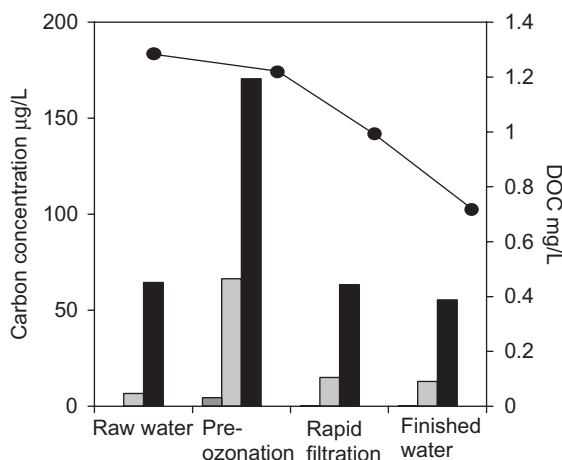 200
150
100
50
0
Carbon concentration µg/L
1.4
1.2
1
0.8
0.6
0.4
0.2
0
DOC mg/L
Raw water
Pre-
ozonation
Rapid
filtration
Finished
water